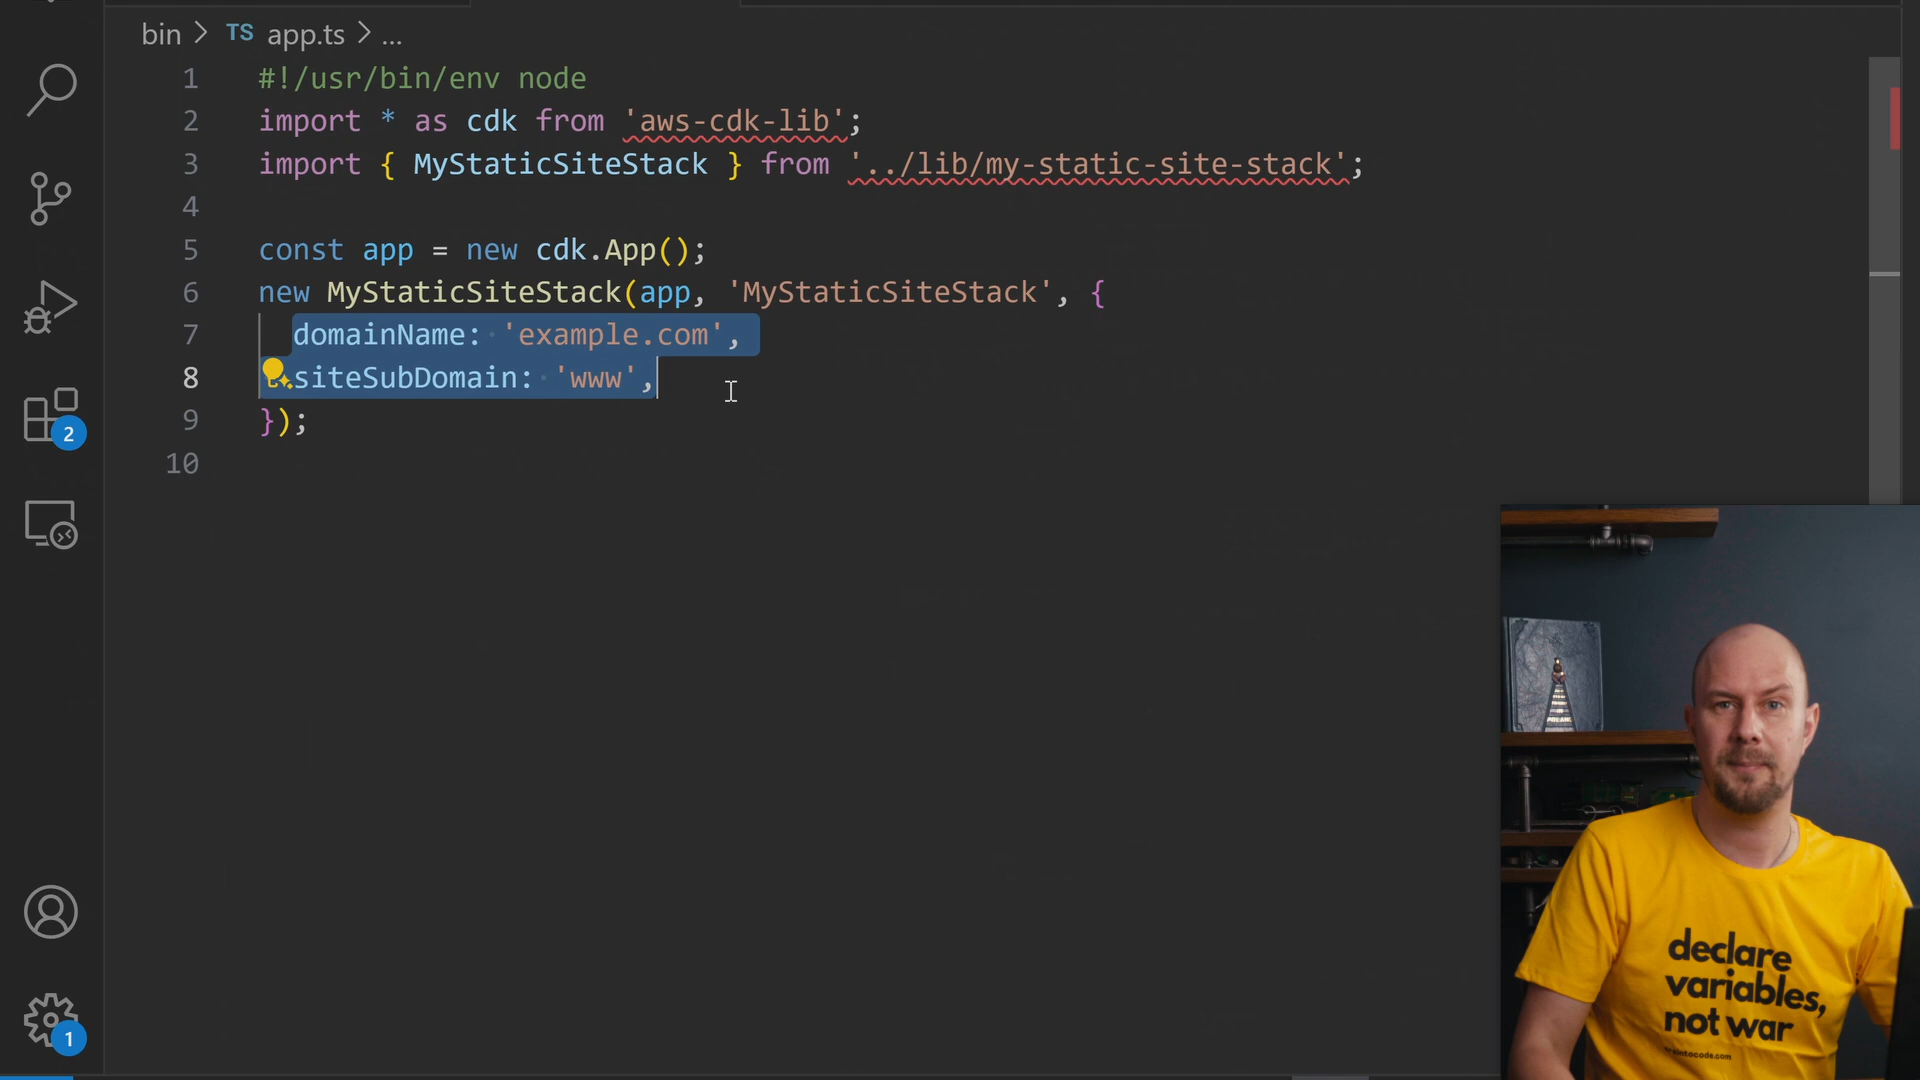 bin > TS app.ts > ...
1 #!/usr/bin/env node
2 import * as cdk from 'aws-cdk-lib';
3 import { MyStaticSiteStack } from '../lib/my-static-site-stack';
4
5 const app = new cdk.App();
6 new MyStaticSiteStack(app, 'MyStaticSiteStack', {
7 domainName: 'example.com',
8 siteSubDomain: 'www',
9 });
10
2
1
declare
variables,
not war